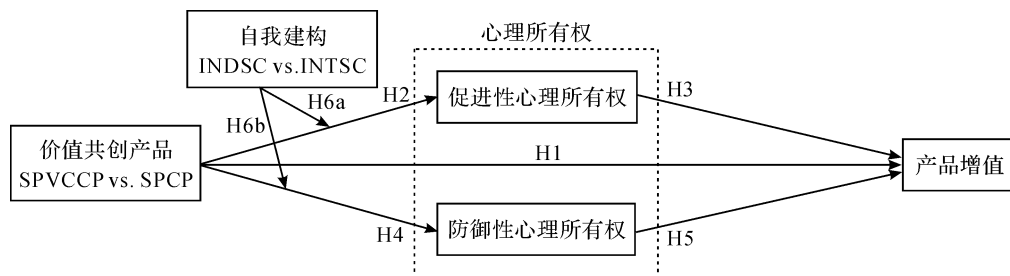 自我建构
INDSC vs.INTSC
心理所有权
促进性心理所有权
H3
H2
H6a
H6b
价值共创产品
SPVCCP vs. SPCP
H1
产品增值
H4
防御性心理所有权
H5